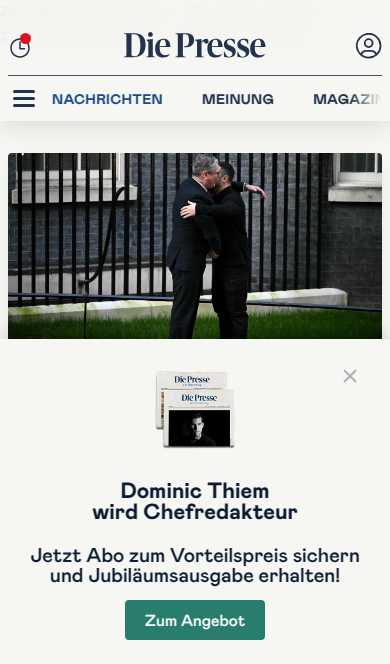 Die Presse
NACHRICHTEN
MEINUNG
MAGAZIN
Die Presse
Die Presse
Dominic Thiem
wird Chefredakteur
Jetzt Abo zum Vorteilspreis sichern
und Jubiläumsausgabe erhalten!
Zum Angebot